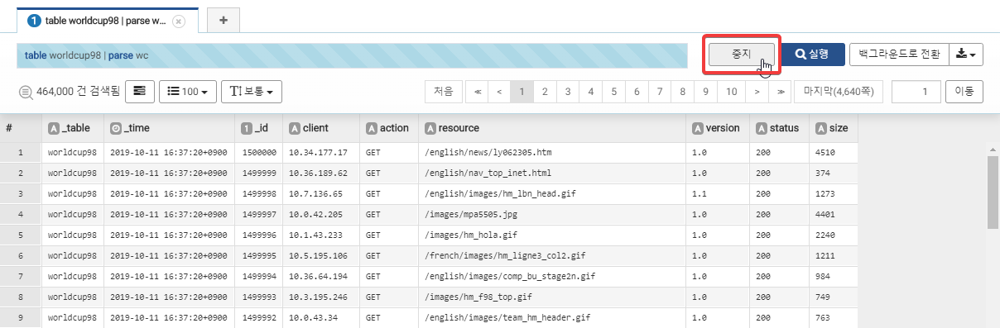 1 table worldcup98 | parse w... +
table worldcup98 | parse wc 중지 실행 백그라운드로 전환
464,000 건 검색됨 100 T 보통 처음 ≪ < 1 2 3 4 5 6 7 8 9 10 > ≫ 마지막(4,640쪽) 1 이동
# A _table _time 1 _id A client A action A resource A version A status A size
1 worldcup98 2019-10-11 16:37:20+0900 1500000 10.34.177.17 GET /english/news/ly062305.htm 1.0 200 4510
2 worldcup98 2019-10-11 16:37:20+0900 1499999 10.36.189.62 GET /english/nav_top_inet.html 1.0 200 374
3 worldcup98 2019-10-11 16:37:20+0900 1499998 10.7.136.65 GET /english/images/hm_lbn_head.gif 1.1 200 1273
4 worldcup98 2019-10-11 16:37:20+0900 1499997 10.0.42.205 GET /images/mpa5505.jpg 1.0 200 4401
5 worldcup98 2019-10-11 16:37:20+0900 1499996 10.1.43.233 GET /images/hm_hola.gif 1.0 200 2240
6 worldcup98 2019-10-11 16:37:20+0900 1499995 10.5.195.106 GET /french/images/hm_ligne3_col2.gif 1.0 200 1211
7 worldcup98 2019-10-11 16:37:20+0900 1499994 10.36.64.194 GET /english/images/comp_bu_stage2n.gif 1.0 200 984
8 worldcup98 2019-10-11 16:37:20+0900 1499993 10.3.195.246 GET /images/hm_f98_top.gif 1.0 200 749
9 worldcup98 2019-10-11 16:37:20+0900 1499992 10.0.43.34 GET /english/images/team_hm_header.gif 1.0 200 763